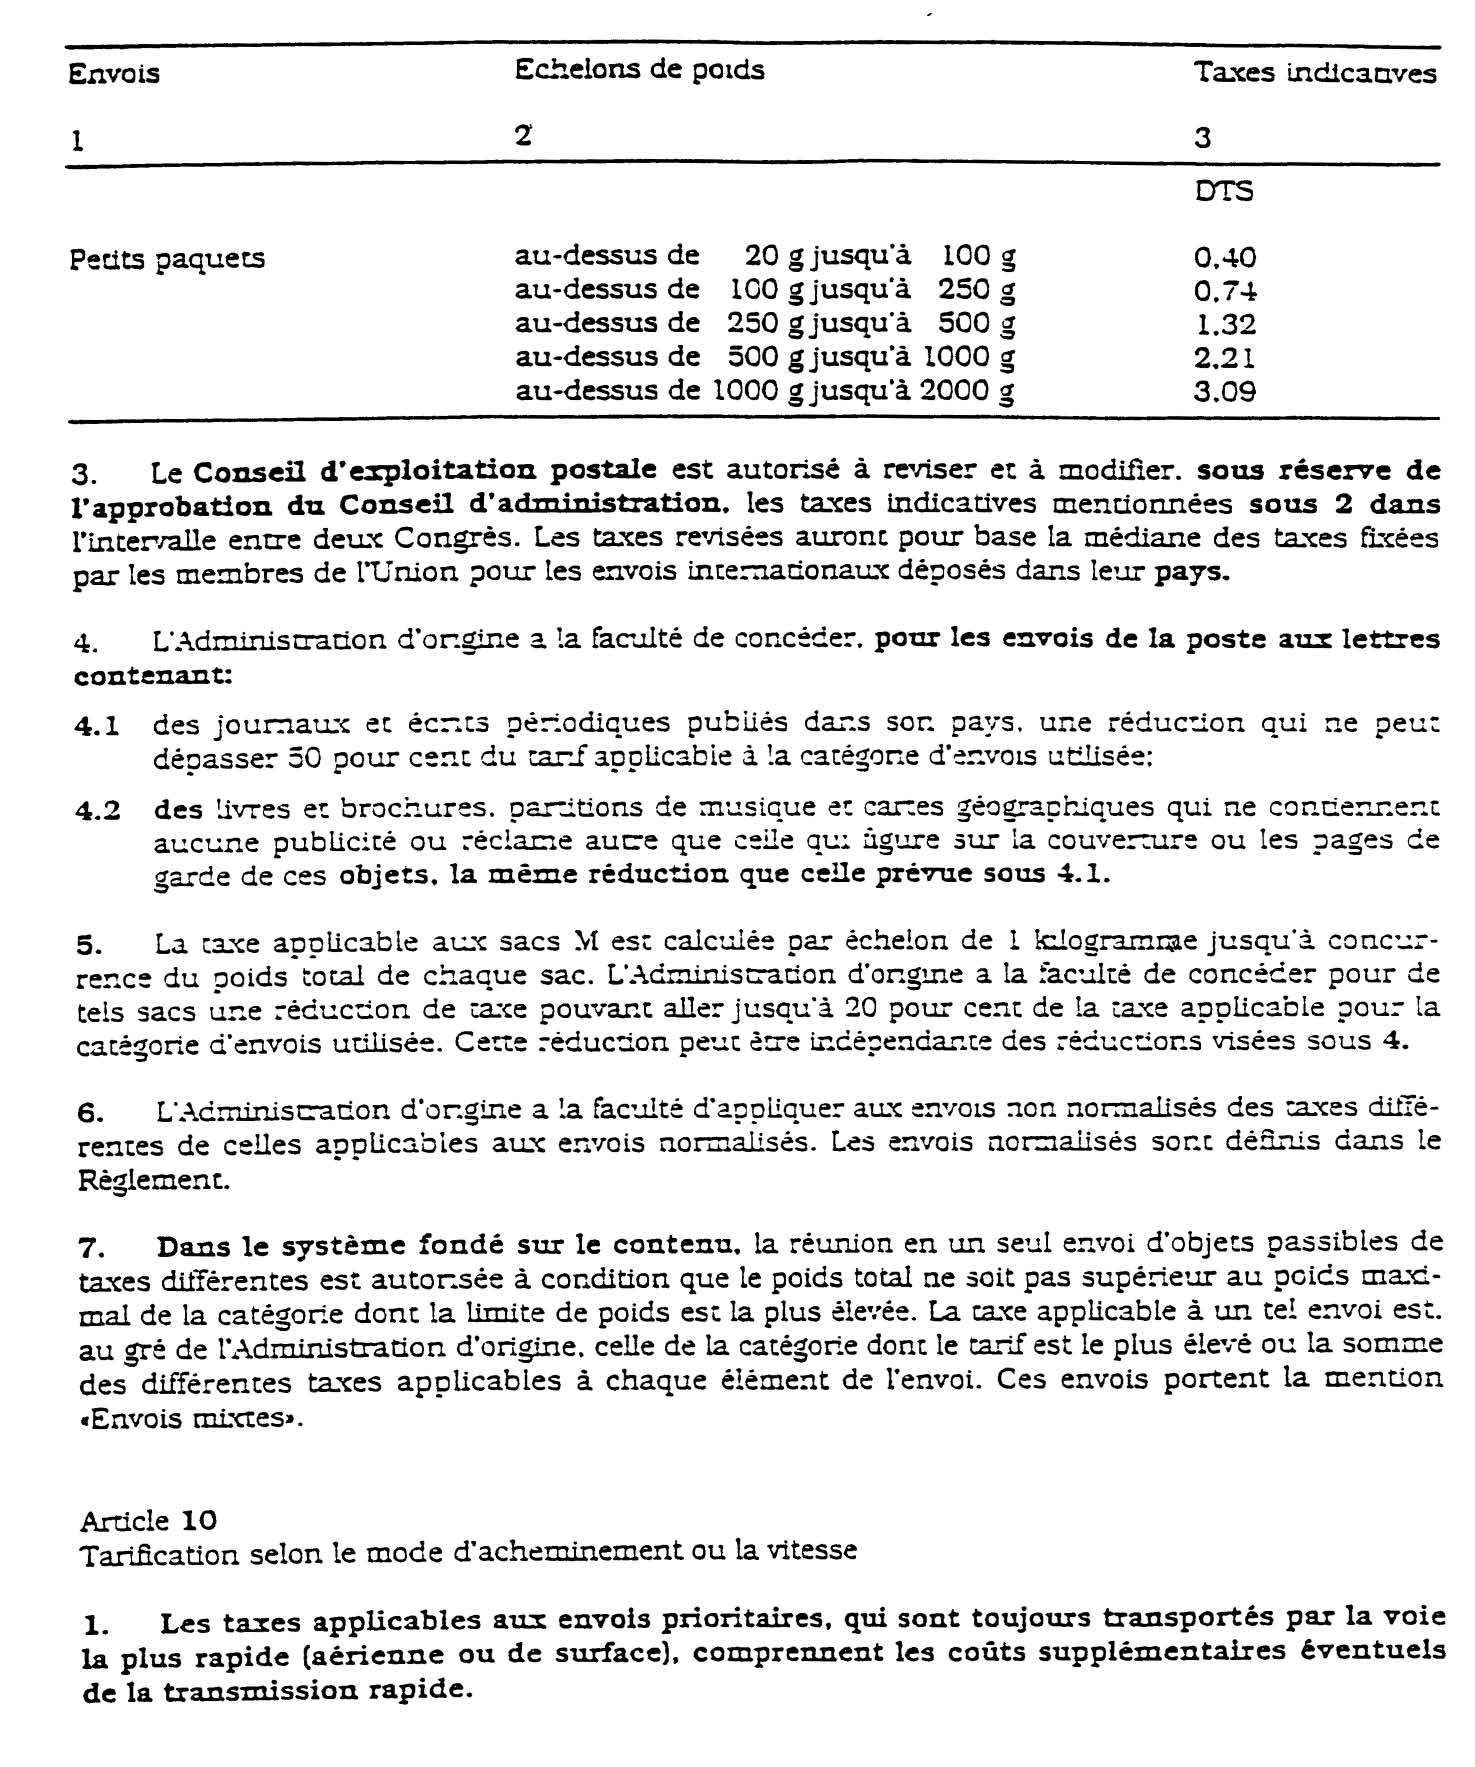 Envois Echelons de poids Taxes indicatives
1 2 3
DTS
Petits paquets au-dessus de 20 g jusqu'à 100 g 0,40
au-dessus de 100 g jusqu'à 250 g 0,74
au-dessus de 250 g jusqu'à 500 g 1,32
au-dessus de 500 g jusqu'à 1000 g 2,21
au-dessus de 1000 g jusqu'à 2000 g 3,09
3. Le Conseil d'exploitation postale est autorisé à reviser et à modifier, sous réserve de
l'approbation du Conseil d'administration, les taxes indicatives mentionnées sous 2 dans
l'intervalle entre deux Congrès. Les taxes revisées auront pour base la médiane des taxes fixées
par les membres de l'Union pour les envois internationaux déposés dans leur pays.
4. L'Administration d'origine a la faculté de concéder, pour les envois de la poste aux lettres
contenant:
4.1 des journaux et écrits périodiques publiés dans son pays, une réduction qui ne peut
dépasser 50 pour cent du tarif applicable à la catégorie d'envois utilisée;
4.2 des livres et brochures, partitions de musique et cartes géographiques qui ne contiennent
aucune publicité ou réclame autre que celle qui figure sur la couverture ou les pages de
garde de ces objets, la même réduction que celle prévue sous 4.1.
5. La taxe applicable aux sacs M est calculée par échelon de 1 kilogramme jusqu'à concur-
rence du poids total de chaque sac. L'Administration d'origine a la faculté de concéder pour de
tels sacs une réduction de taxe pouvant aller jusqu'à 20 pour cent de la taxe applicable pour la
catégorie d'envois utilisée. Cette réduction peut être indépendante des réductions visées sous 4.
6. L'Administration d'origine a la faculté d'appliquer aux envois non normalisés des taxes diffé-
rentes de celles applicables aux envois normalisés. Les envois normalisés sont définis dans le
Règlement.
7. Dans le système fondé sur le contenu, la réunion en un seul envoi d'objets passibles de
taxes différentes est autorisée à condition que le poids total ne soit pas supérieur au poids maxi-
mal de la catégorie dont la limite de poids est la plus élevée. La taxe applicable à un tel envoi est,
au gré de l'Administration d'origine, celle de la catégorie dont le tarif est le plus élevé ou la somme
des différentes taxes applicables à chaque élément de l'envoi. Ces envois portent la mention
«Envois mixtes».
Article 10
Tarification selon le mode d'acheminement ou la vitesse
1. Les taxes applicables aux envois prioritaires, qui sont toujours transportés par la voie
la plus rapide (aérienne ou de surface), comprennent les coûts supplémentaires éventuels
de la transmission rapide.